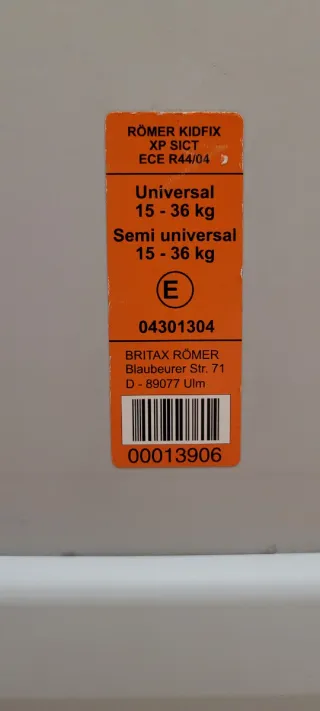 RÖMER KIDFIX
XP SICT
ECE R44/04
Universal
15 - 36 kg
Semi universal
15 - 36 kg
E
04301304
BRITAX RÖMER
Blaubeurer Str. 71
D - 89077 Ulm
00013906